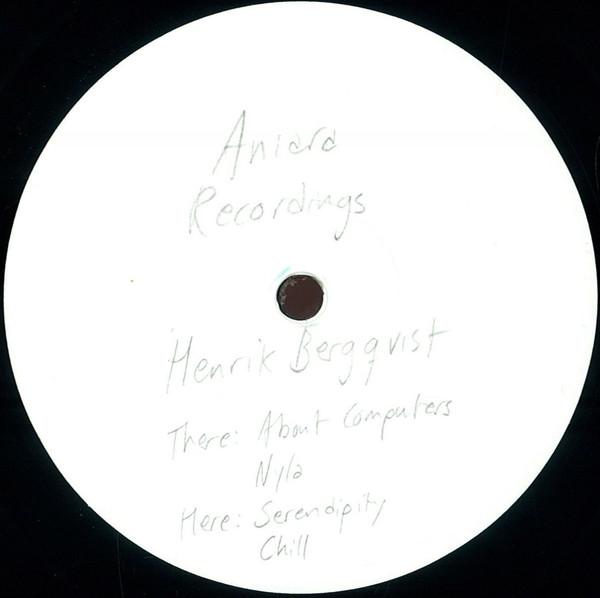 Aniara
Recordings
Henrik Bergqvist
There: About Computers
Nyla
Here: Serendipity
Chill